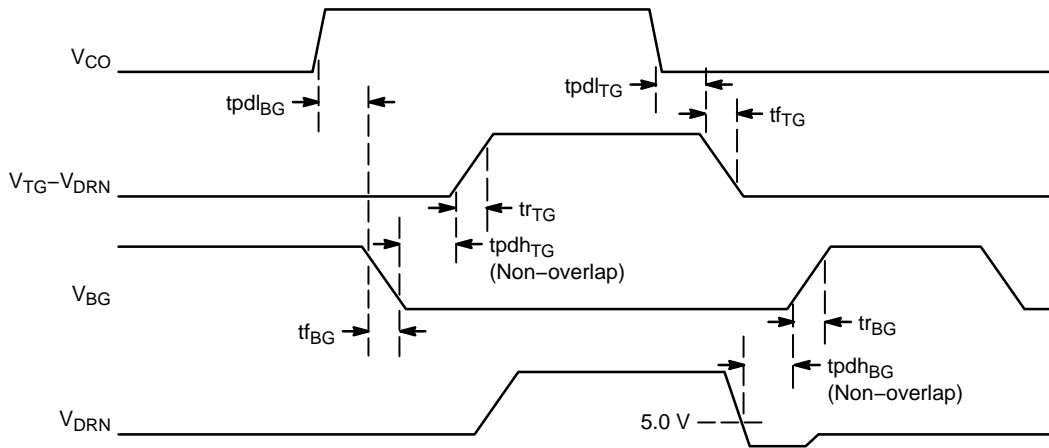 V_CO
tpdl_BG
tpdl_TG
tf_TG
V_TG−V_DRN
tr_TG
tpdh_TG
(Non−overlap)
V_BG
tf_BG
tr_BG
tpdh_BG
(Non−overlap)
5.0 V
V_DRN